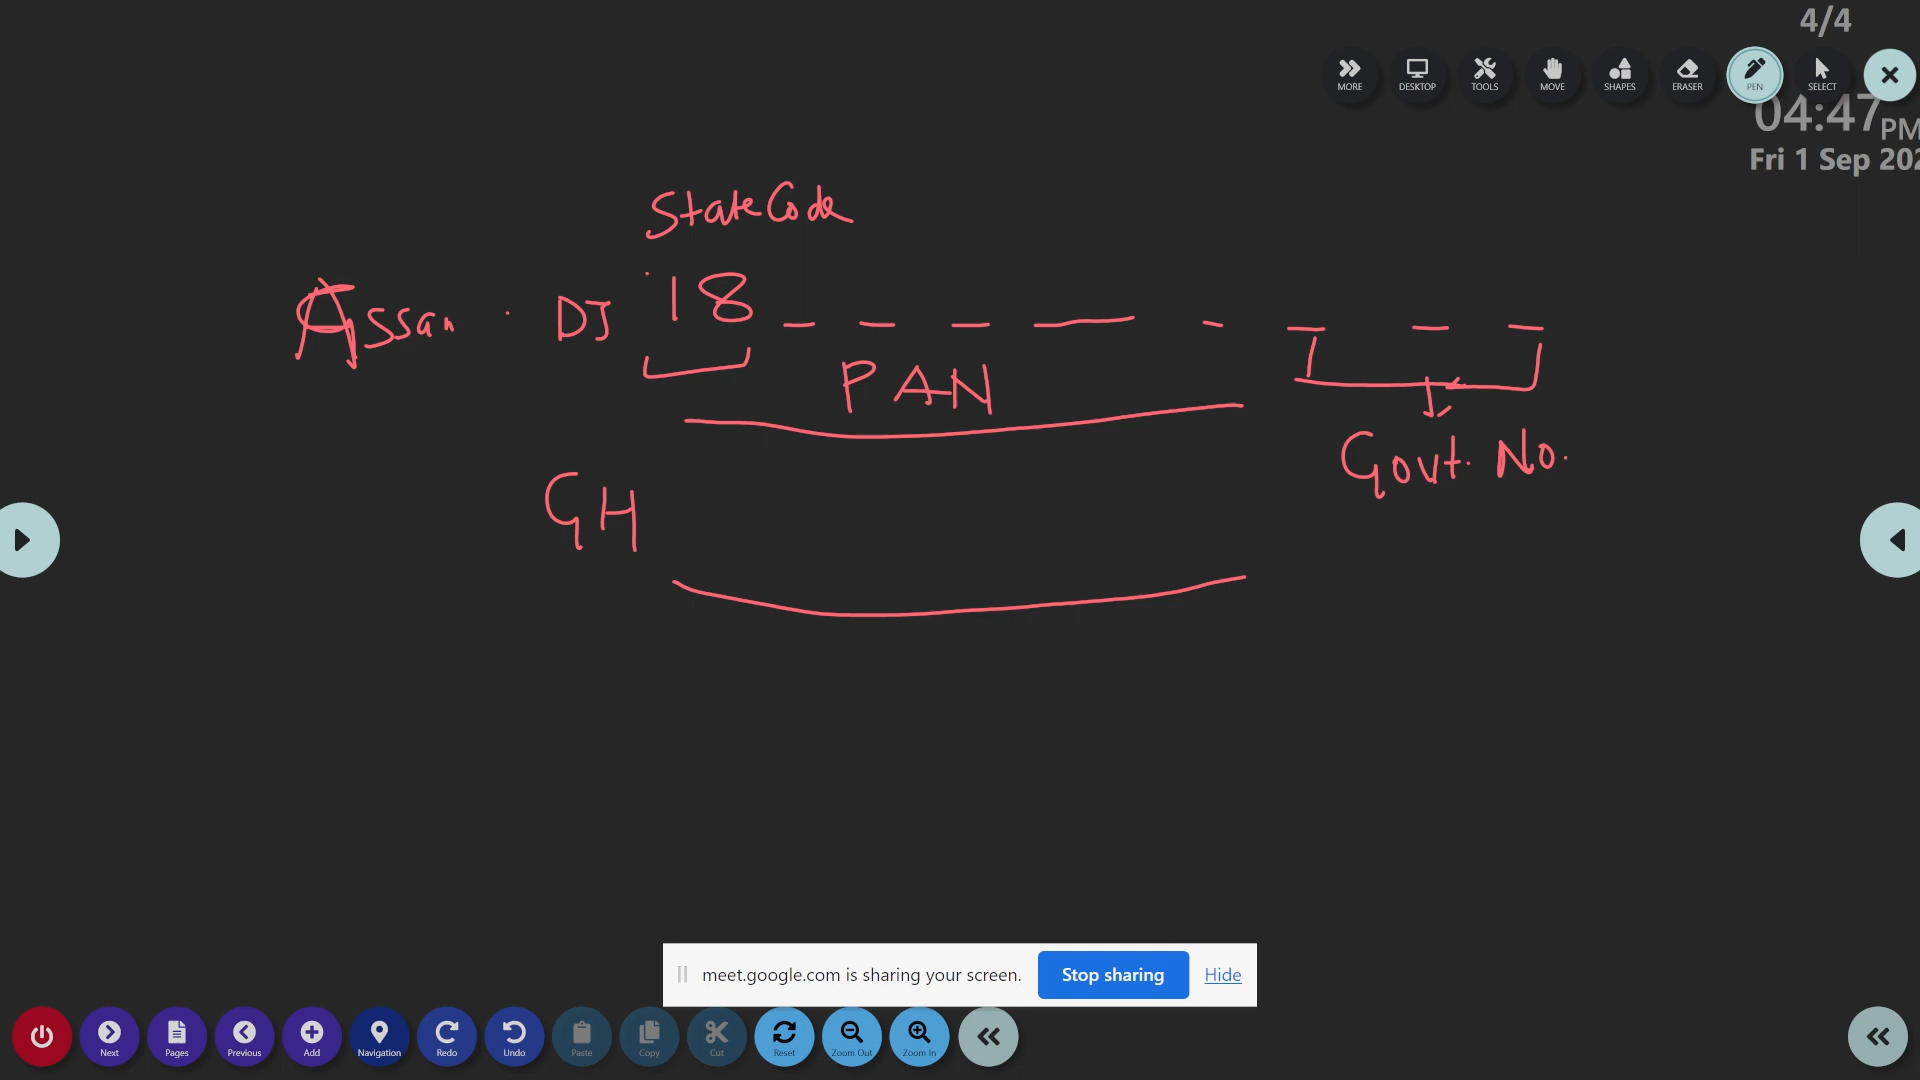 4/4
MORE DESKTOP TOOLS MOVE SHAPES ERASER PEN SELECT
04:47 PM
Fri 1 Sep 202
State Code
Assan · DJ 18 _ _ _ _ _ _ _ _
PAN
Govt. No.
GH
meet.google.com is sharing your screen. Stop sharing Hide
Next Pages Previous Add Navigation Redo Undo Paste Copy Cut Reset Zoom Out Zoom In